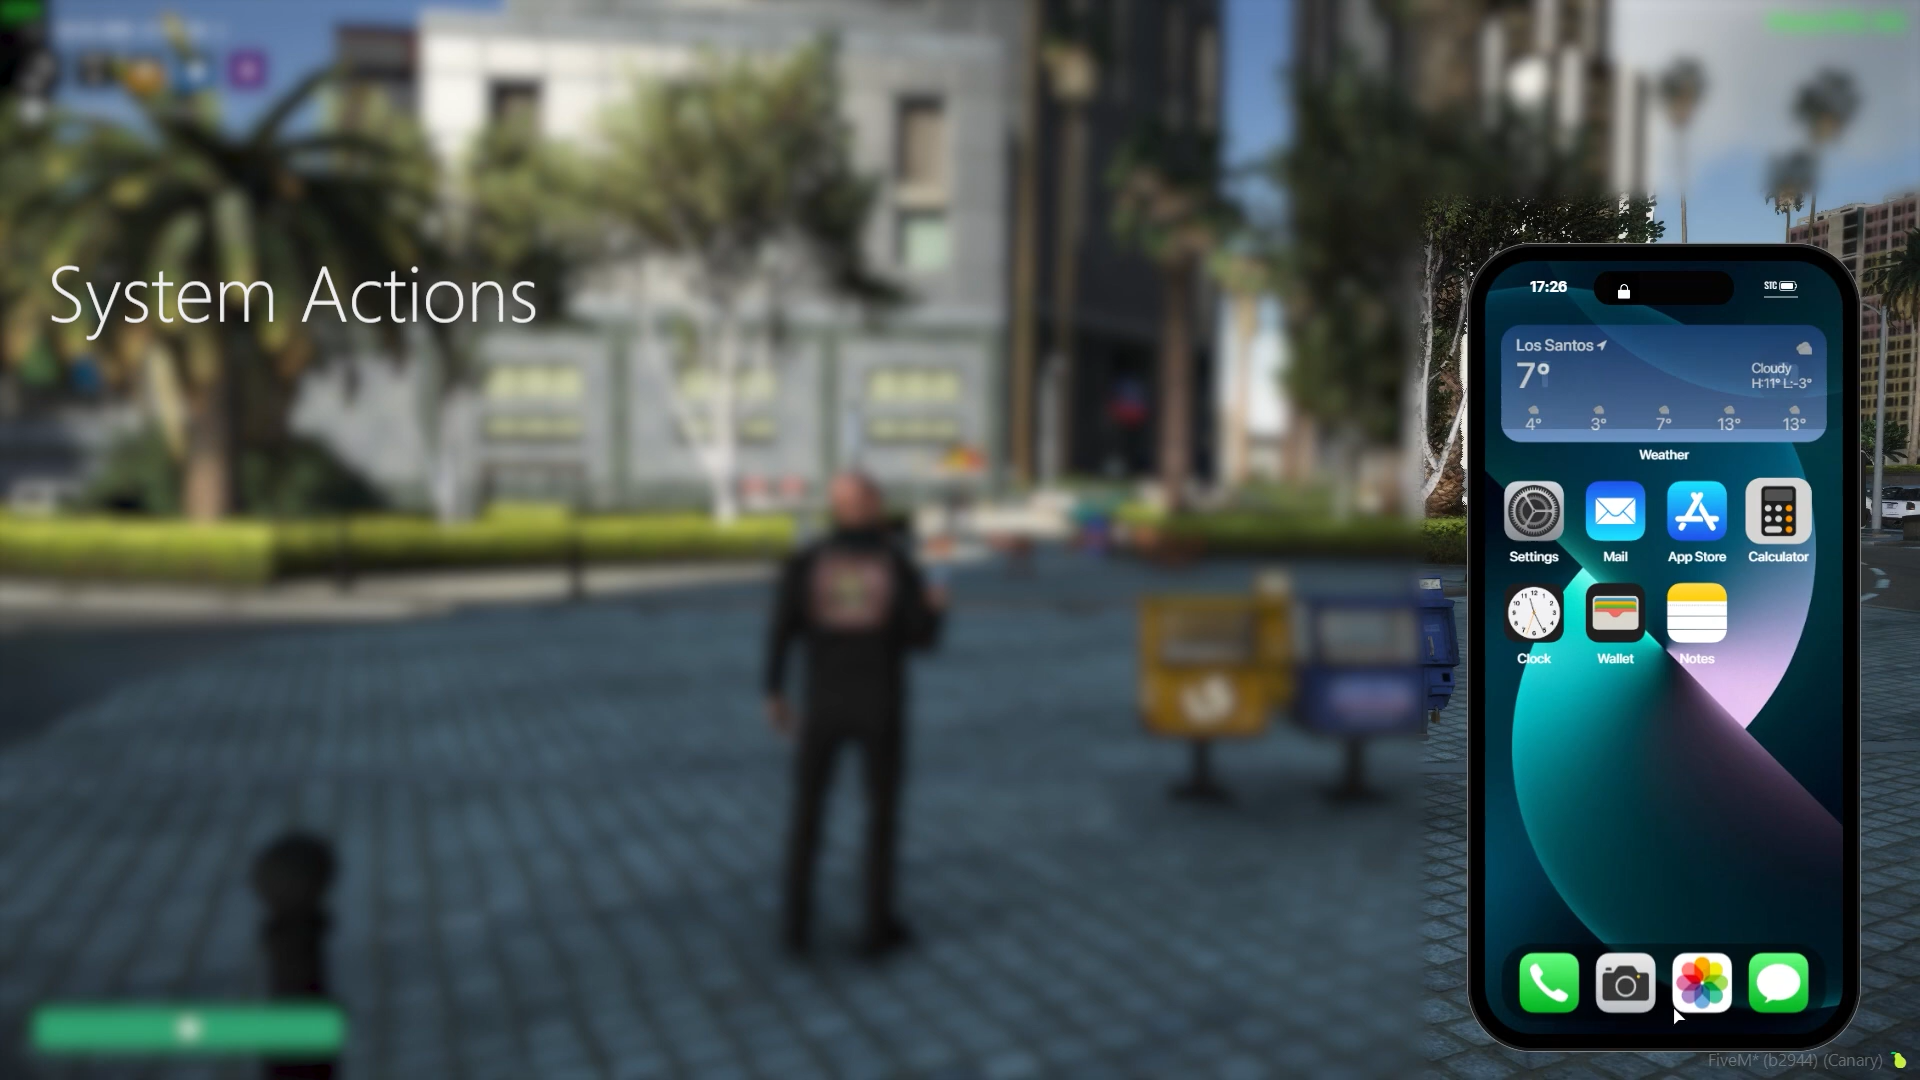 System Actions
17:26
STC
Los Santos
7°
Cloudy
H:11° L:-3°
4° 3° 7° 13° 13°
Weather
Settings Mail App Store Calculator
Clock Wallet Notes
FiveM* (b2944) (Canary)